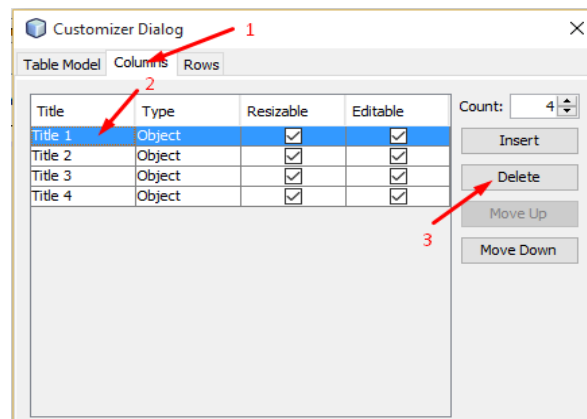 Customizer Dialog
1
Table Model Columns Rows
2
Title Type Resizable Editable
Count: 4
Title 1 Object
Title 2 Object
Title 3 Object
Title 4 Object
Insert
Delete
Move Up
3
Move Down